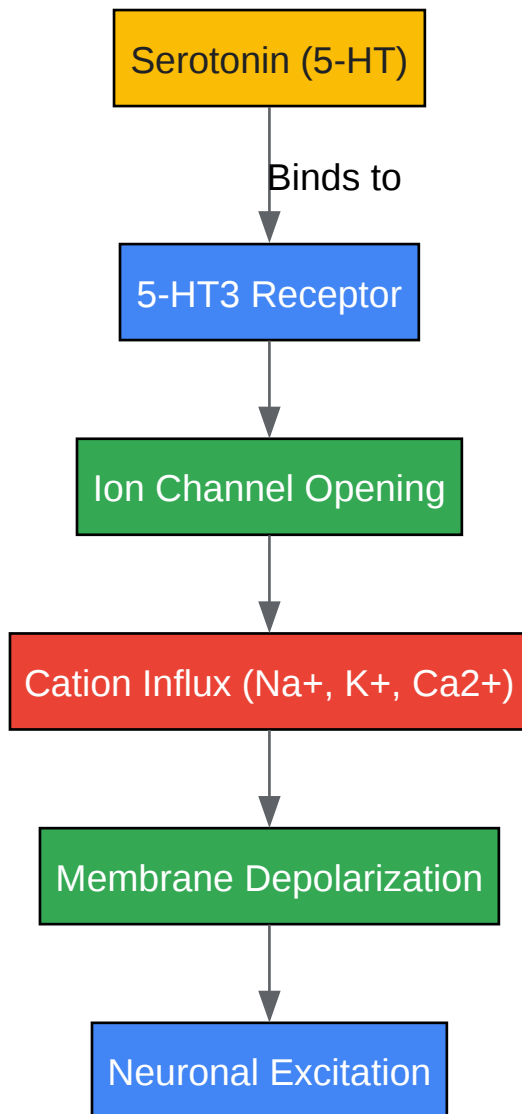 Serotonin (5-HT)
Binds to
5-HT3 Receptor
Ion Channel Opening
Cation Influx (Na+, K+, Ca2+)
Membrane Depolarization
Neuronal Excitation